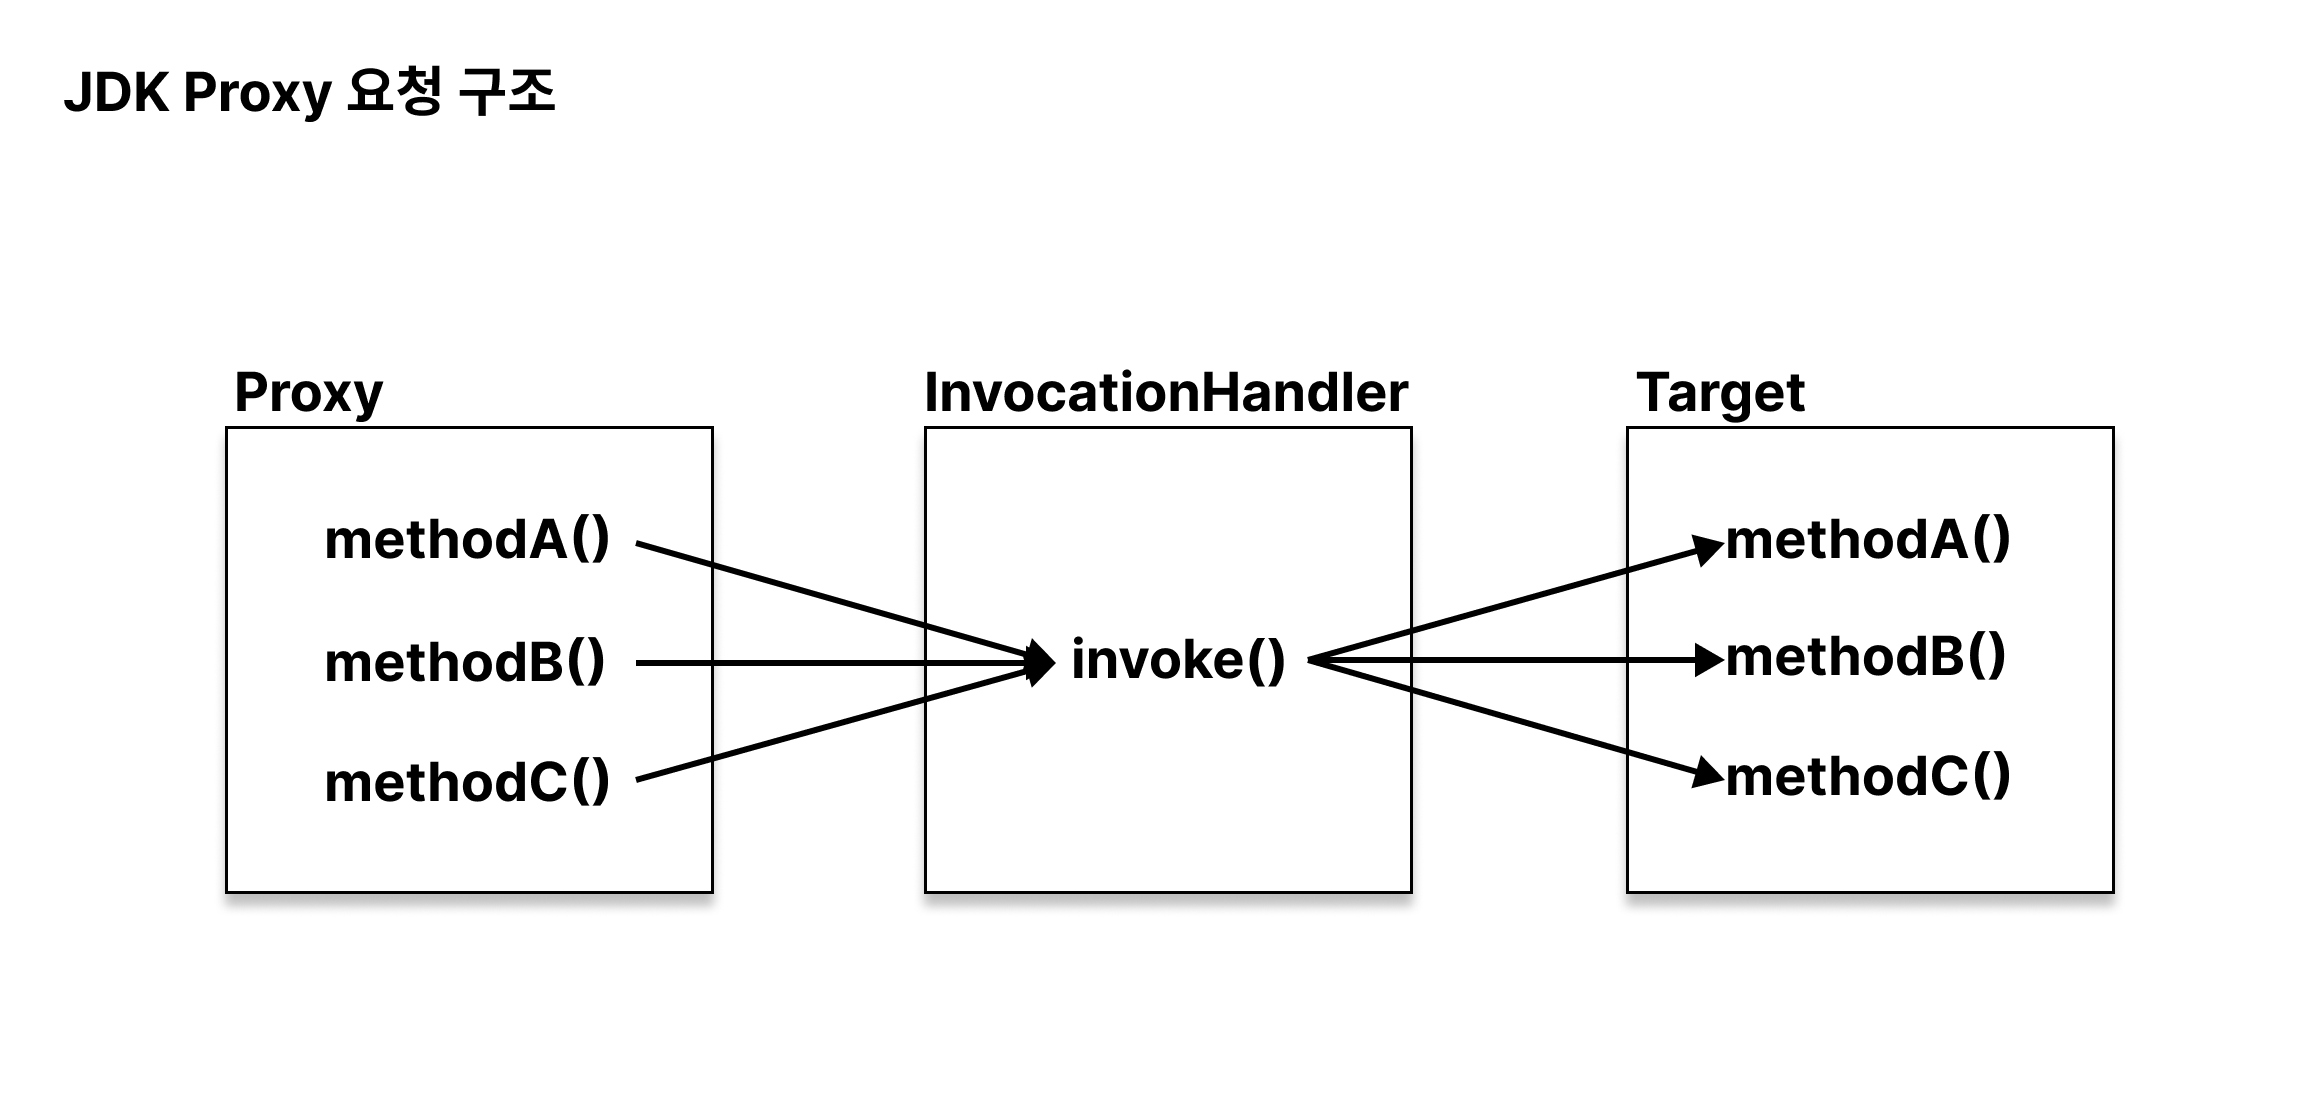 JDK Proxy 요청 구조
Proxy
InvocationHandler
Target
methodA()
methodB()
methodC()
invoke()
methodA()
methodB()
methodC()